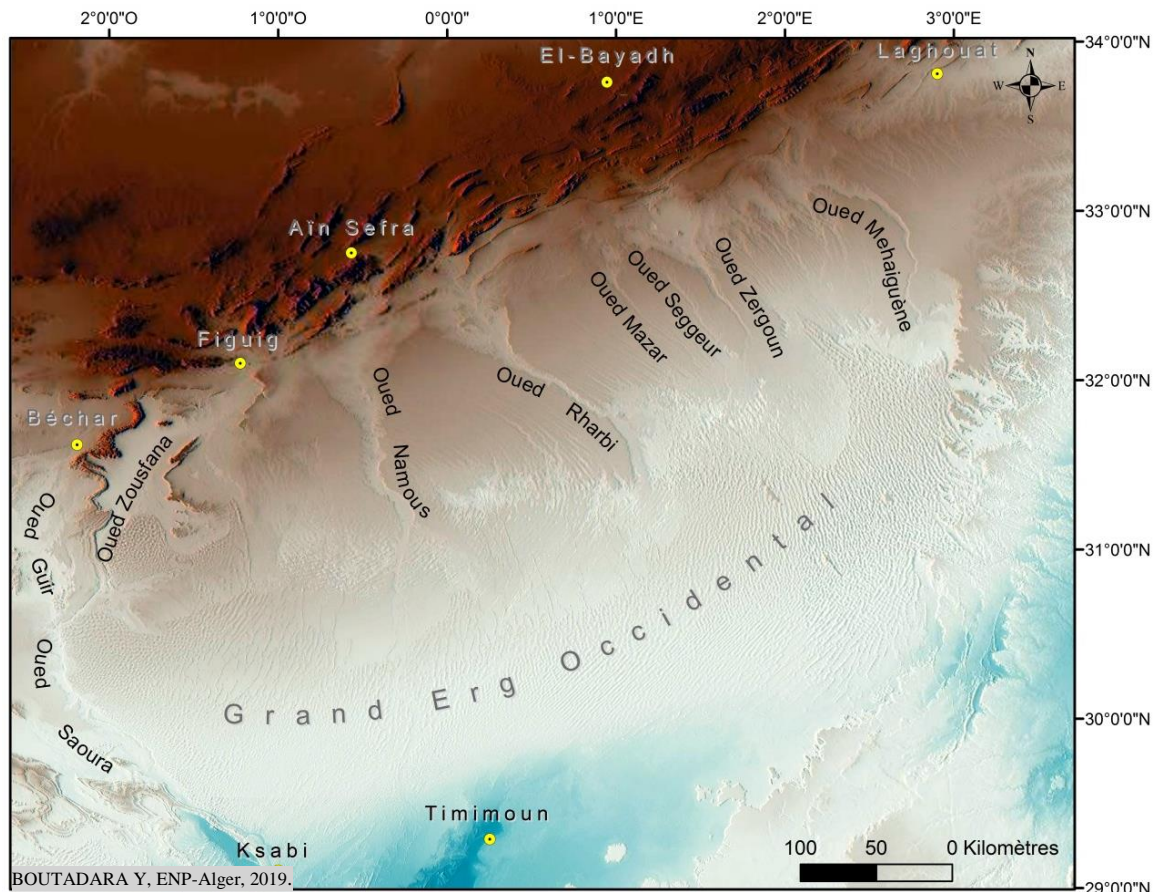 2°0'0"O 1°0'0"O 0°0'0" 1°0'0"E 2°0'0"E 3°0'0"E
34°0'0"N
El-Bayadh
Laghouat
N
W E
S
33°0'0"N
Aïn Sefra
Oued Mehaiguène
Oued Zergoun
Oued Seggeur
Oued Mazar
Figuig
32°0'0"N
Oued Rharbi
Oued Namous
Béchar
Oued Zousfana
Oued Guir
31°0'0"N
Grand Erg Occidental
Oued Saoura
30°0'0"N
Timimoun
Ksabi
100 50 0 Kilomètres
29°0'0"N
BOUTADARA Y, ENP-Alger, 2019.